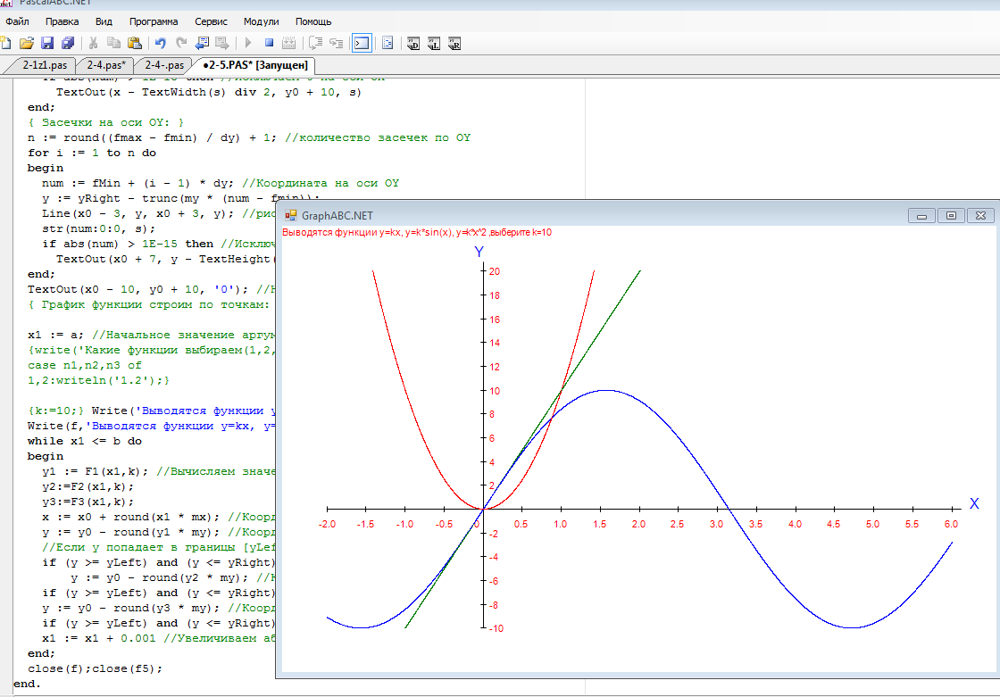 PascalABC.NET
Файл Правка Вид Программа Сервис Модули Помощь
2-1z1.pas 2-4.pas* 2-4-.pas •2-5.PAS* [Запущен]
TextOut(x - TextWidth(s) div 2, y0 + 10, s)
end;
{ Засечки на оси OY: }
n := round((fmax - fmin) / dy) + 1; //количество засечек по OY
for i := 1 to n do
begin
num := fMin + (i - 1) * dy; //Координата на оси OY
y := yRight - trunc(my * (num - fmin));
Line(x0 - 3, y, x0 + 3, y); //рис
str(num:0:0, s);
if abs(num) > 1E-15 then //Исключ
TextOut(x0 + 7, y - TextHeight(
end;
TextOut(x0 - 10, y0 + 10, '0'); //Н
{ График функции строим по точкам:
x1 := a; //Начальное значение аргум
{write('Какие функции выбираем(1,2,
case n1,n2,n3 of
1,2:writeln('1.2');}
{k:=10;} Write('Выводятся функции y
Write(f,'Выводятся функции y=kx, y=
while x1 <= b do
begin
y1 := F1(x1,k); //Вычисляем значе
y2:=F2(x1,k);
y3:=F3(x1,k);
x := x0 + round(x1 * mx); //Коорд
y := y0 - round(y1 * my); //Коорд
//Если y попадает в границы [yLef
if (y >= yLeft) and (y <= yRight)
y := y0 - round(y2 * my); //К
if (y >= yLeft) and (y <= yRight)
y := y0 - round(y3 * my); //Коорд
if (y >= yLeft) and (y <= yRight)
x1 := x1 + 0.001 //Увеличиваем аб
end;
close(f);close(f5);
end.
GraphABC.NET
Выводятся функции y=kx, y=k*sin(x), y=k*x^2 ,выберите k=10
Y
20
18
16
14
12
10
8
6
4
2
X
-2.0 -1.5 -1.0 -0.5 0 0.5 1.0 1.5 2.0 2.5 3.0 3.5 4.0 4.5 5.0 5.5 6.0
-2
-4
-6
-8
-10